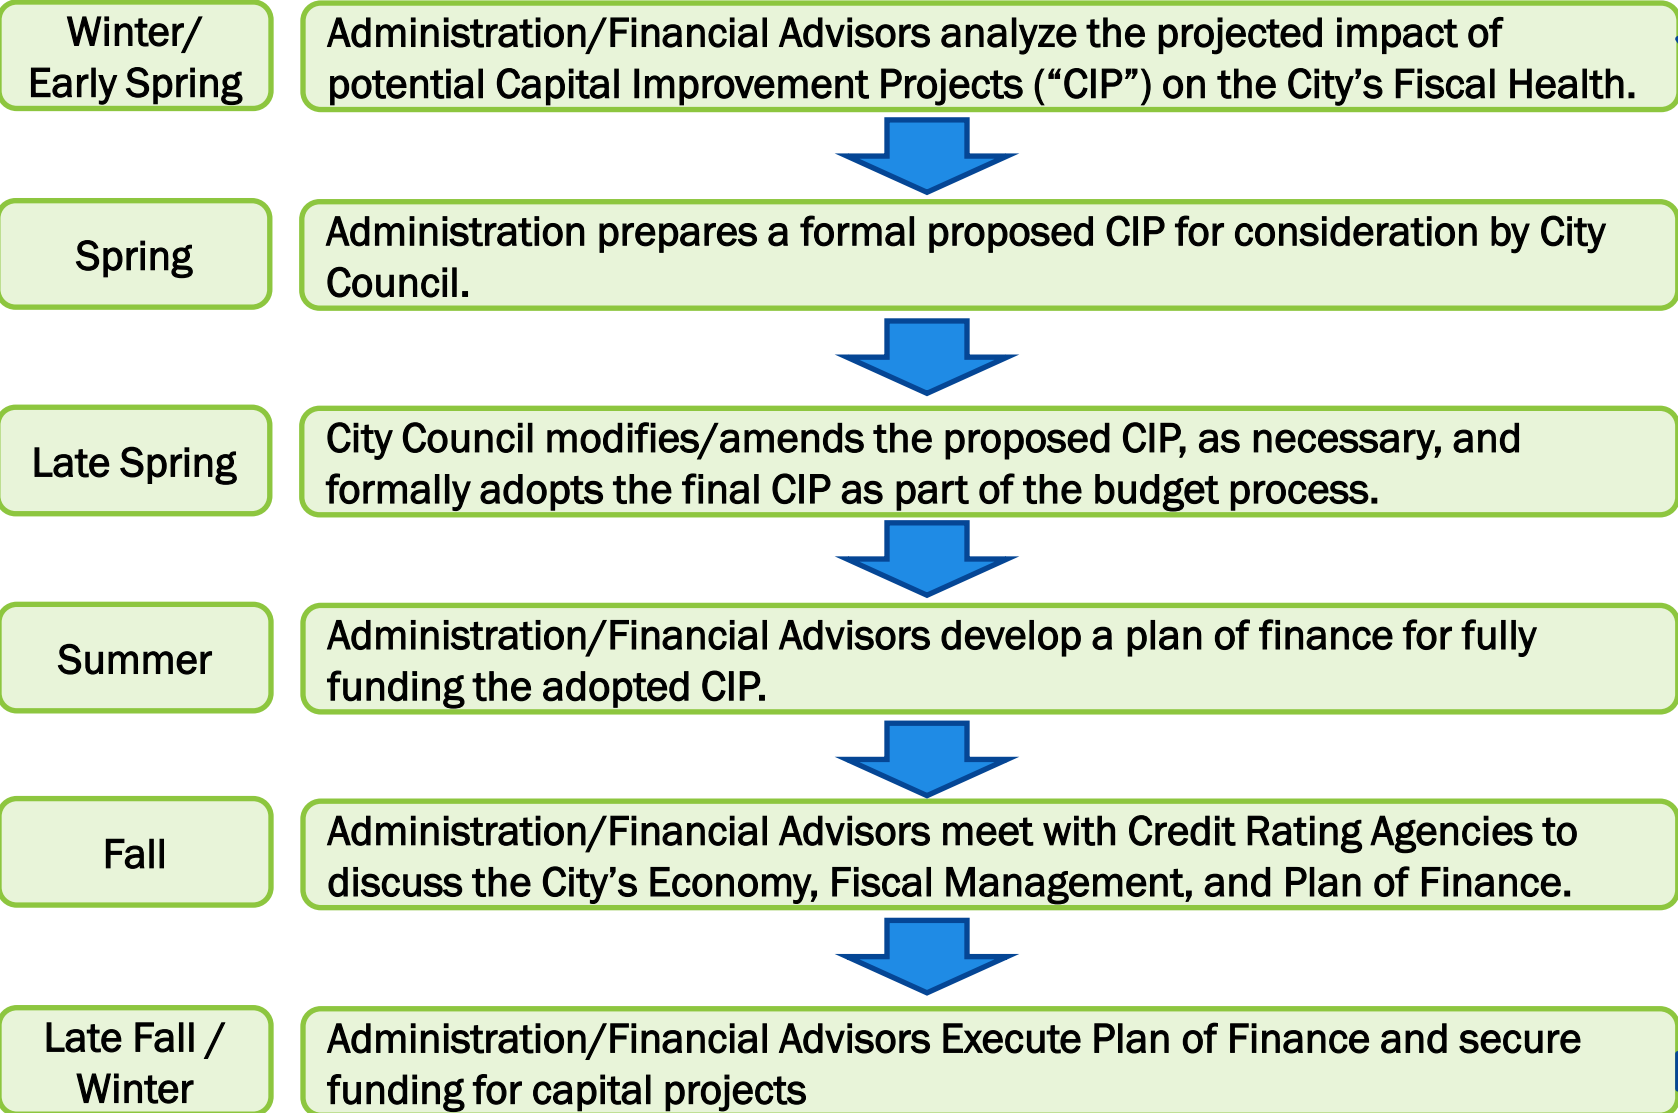 Winter/
Early Spring
Administration/Financial Advisors analyze the projected impact of
potential Capital Improvement Projects (“CIP”) on the City’s Fiscal Health.
Spring
Administration prepares a formal proposed CIP for consideration by City
Council.
Late Spring
City Council modifies/amends the proposed CIP, as necessary, and
formally adopts the final CIP as part of the budget process.
Summer
Administration/Financial Advisors develop a plan of finance for fully
funding the adopted CIP.
Fall
Administration/Financial Advisors meet with Credit Rating Agencies to
discuss the City’s Economy, Fiscal Management, and Plan of Finance.
Late Fall /
Winter
Administration/Financial Advisors Execute Plan of Finance and secure
funding for capital projects